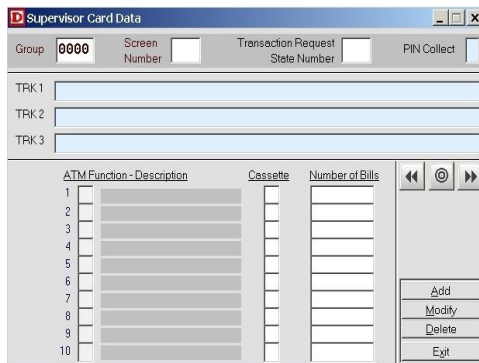 D Supervisor Card Data
Group 0000 Screen Number Transaction Request State Number PIN Collect
TRK 1
TRK 2
TRK 3
ATM Function - Description Cassette Number of Bills
1
2
3
4
5
6
7
8
9
10
Add
Modify
Delete
Exit